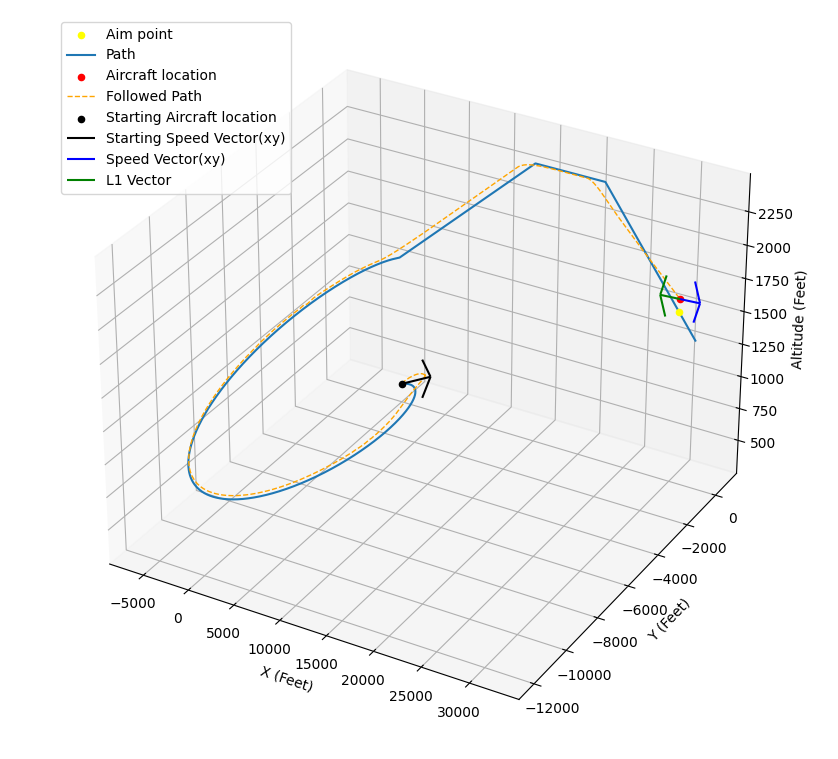 Aim point
Path
Aircraft location
Followed Path
Starting Aircraft location
Starting Speed Vector(xy)
Speed Vector(xy)
L1 Vector
2250
2000
1750
1500
1250
1000
750
500
Altitude (Feet)
0
−2000
−4000
−6000
−8000
−10000
−12000
Y (Feet)
−5000
0
5000
10000
15000
20000
25000
30000
X (Feet)